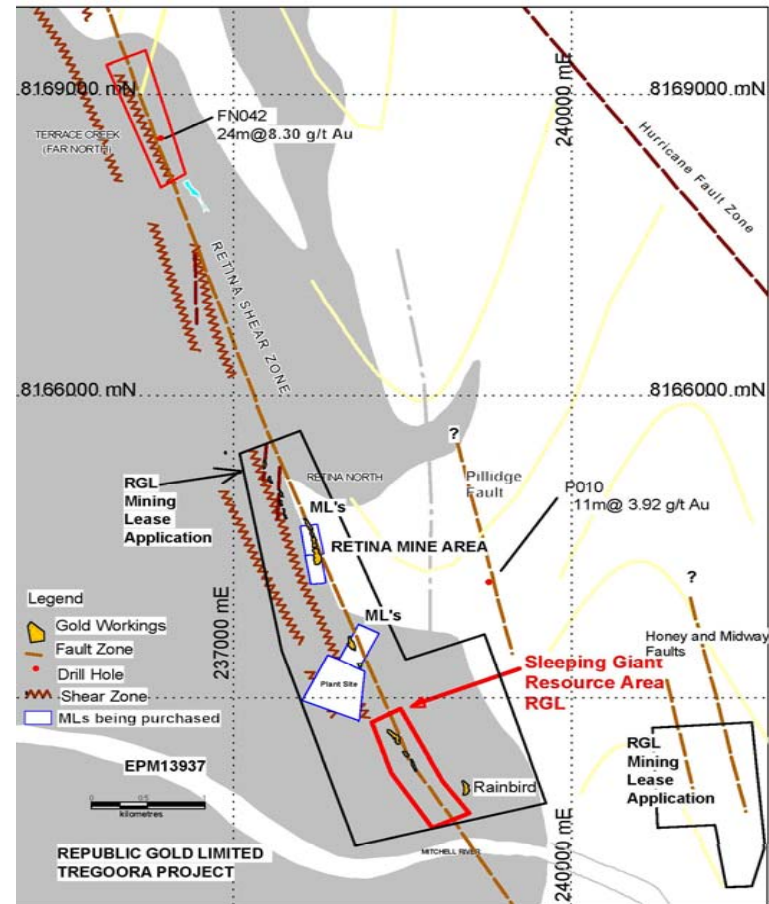 8169000 mN
8169000 mN
240000 mE
Hurricane Fault Zone
FN042
24m@8.30 g/t Au
TERRACE CREEK
(FAR NORTH)
RETINA SHEAR ZONE
8166000 mN
8166000 mN
?
Pillidge
Fault
P010
11m@ 3.92 g/t Au
RGL
Mining
Lease
Application
RETINA NORTH
ML's
RETINA MINE AREA
?
Honey and Midway
Faults
ML's
237000 mE
Legend
Gold Workings
Fault Zone
Drill Hole
Shear Zone
MLs being purchased
Plant Site
Sleeping Giant
Resource Area
RGL
RGL
Mining
Lease
Application
EPM13937
0 0.5 1
kilometres
Rainbird
240000 mE
REPUBLIC GOLD LIMITED
TREGOORA PROJECT
MITCHELL RIVER